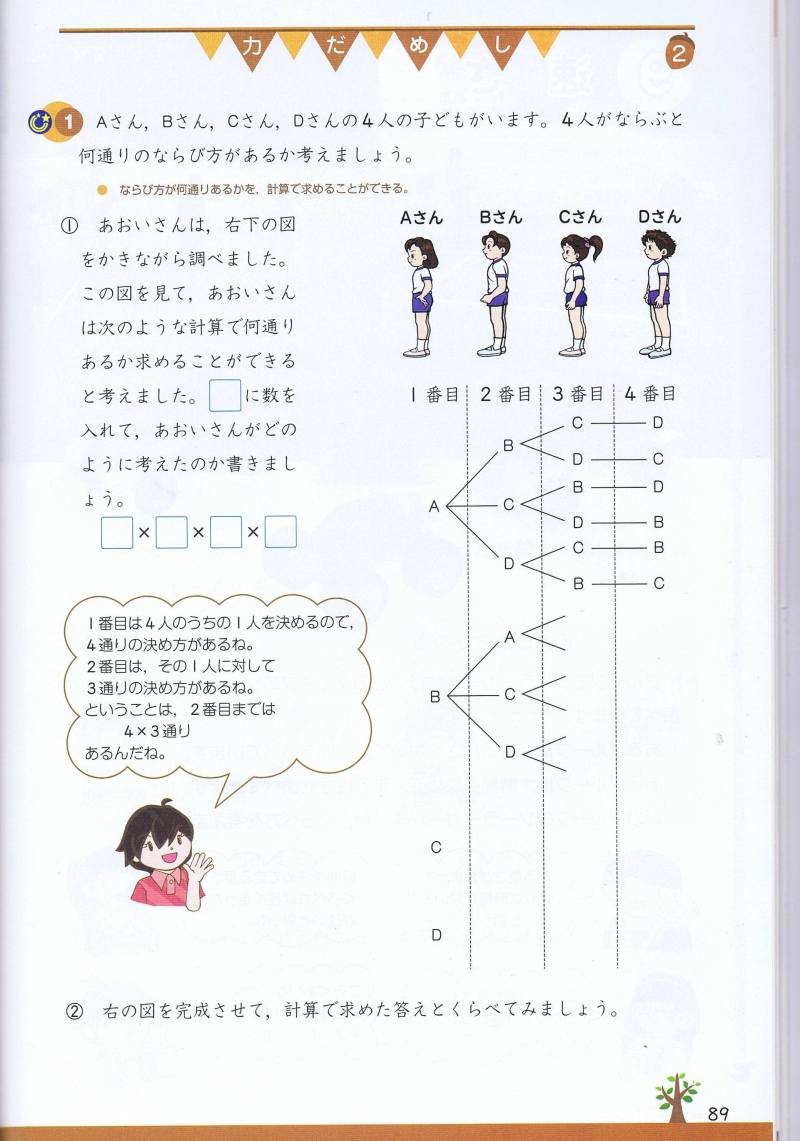 力だめし
2
1 Aさん，Bさん，Cさん，Dさんの4人の子どもがいます。4人がならぶと
何通りのならび方があるか考えましょう。
● ならび方が何通りあるかを，計算で求めることができる。
① あおいさんは，右下の図
をかきながら調べました。
この図を見て，あおいさん
は次のような計算で何通り
あるか求めることができる
と考えました。□に数を
入れて，あおいさんがどの
ように考えたのか書きまし
ょう。
□×□×□×□
1番目は4人のうちの1人を決めるので，
4通りの決め方があるね。
2番目は，その1人に対して
3通りの決め方があるね。
ということは，2番目までは
4×3通り
あるんだね。
Aさん Bさん Cさん Dさん
1番目 2番目 3番目 4番目
C D
B
D C
B D
A C
D B
C B
D
B C
A
B C
D
C
D
② 右の図を完成させて，計算で求めた答えとくらべてみましょう。
89